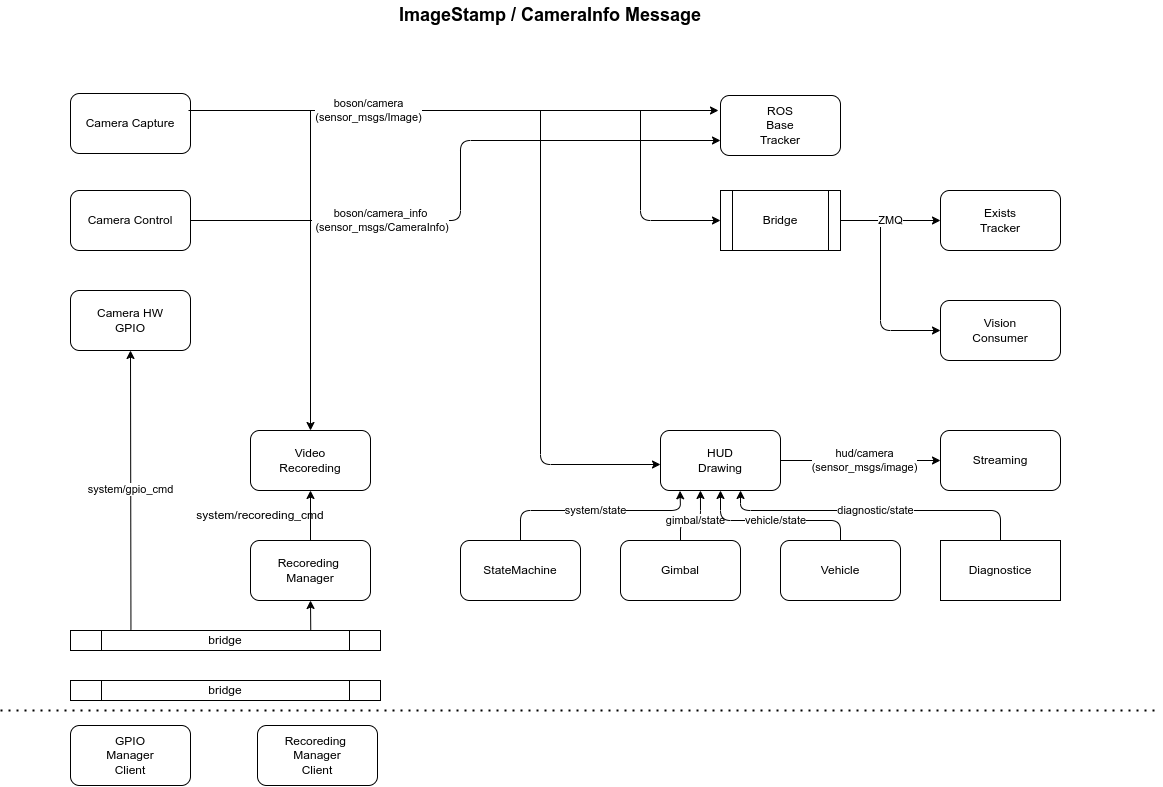 ImageStamp / CameraInfo Message
Camera Capture
boson/camera
(sensor_msgs/Image)
ROS
Base
Tracker
Camera Control
boson/camera_info
(sensor_msgs/CameraInfo)
Bridge
ZMQ
Exists
Tracker
Camera HW
GPIO
Vision
Consumer
Video
Recoreding
HUD
Drawing
hud/camera
(sensor_msgs/image)
Streaming
system/gpio_cmd
system/recoreding_cmd
system/state
gimbal/state
vehicle/state
diagnostic/state
Recoreding
Manager
StateMachine
Gimbal
Vehicle
Diagnostice
bridge
bridge
GPIO
Manager
Client
Recoreding
Manager
Client